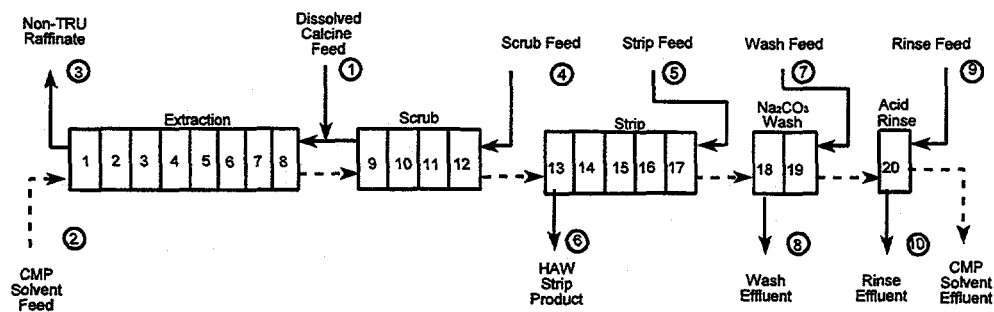 Non-TRU
Raffinate
3
Dissolved
Calcine
Feed
1
Scrub Feed
4
Strip Feed
5
Wash Feed
7
Rinse Feed
9
Extraction
Scrub
Strip
Na₂CO₃
Wash
Acid
Rinse
1 2 3 4 5 6 7 8
9 10 11 12
13 14 15 16 17
18 19
20
2
CMP
Solvent
Feed
6
HAW
Strip
Product
8
Wash
Effluent
10
Rinse
Effluent
CMP
Solvent
Effluent